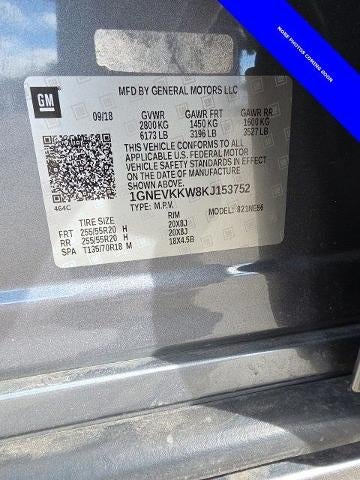 MORE PHOTOS COMING SOON
GM
MFD BY GENERAL MOTORS LLC
09/18 GVWR GAWR FRT GAWR RR
2800 KG 1450 KG 1600 KG
6173 LB 3196 LB 3527 LB
THIS VEHICLE CONFORMS TO ALL
APPLICABLE U.S. FEDERAL MOTOR
VEHICLE SAFETY STANDARDS IN
EFFECT ON THE DATE OF
MANUFACTURE SHOWN ABOVE.
1GNEVKKW8KJ153752
464C TYPE: M.P.V. MODEL:
TIRE SIZE RIM
FRT 255/55R20 H 20X8J
RR 255/55R20 H 20X8J
SPA T135/70R18 M 18X4.5B